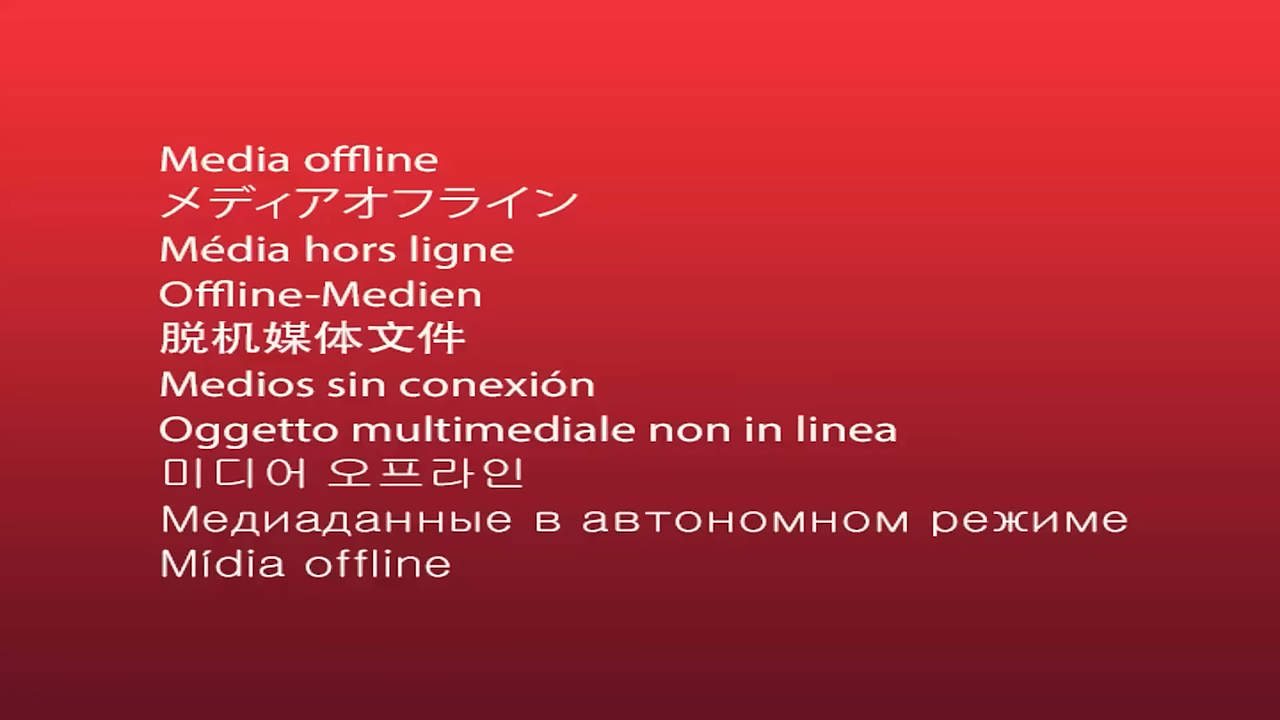 Media offline
メディアオフライン
Média hors ligne
Offline-Medien
脱机媒体文件
Medios sin conexión
Oggetto multimediale non in linea
미디어 오프라인
Медиаданные в автономном режиме
Mídia offline